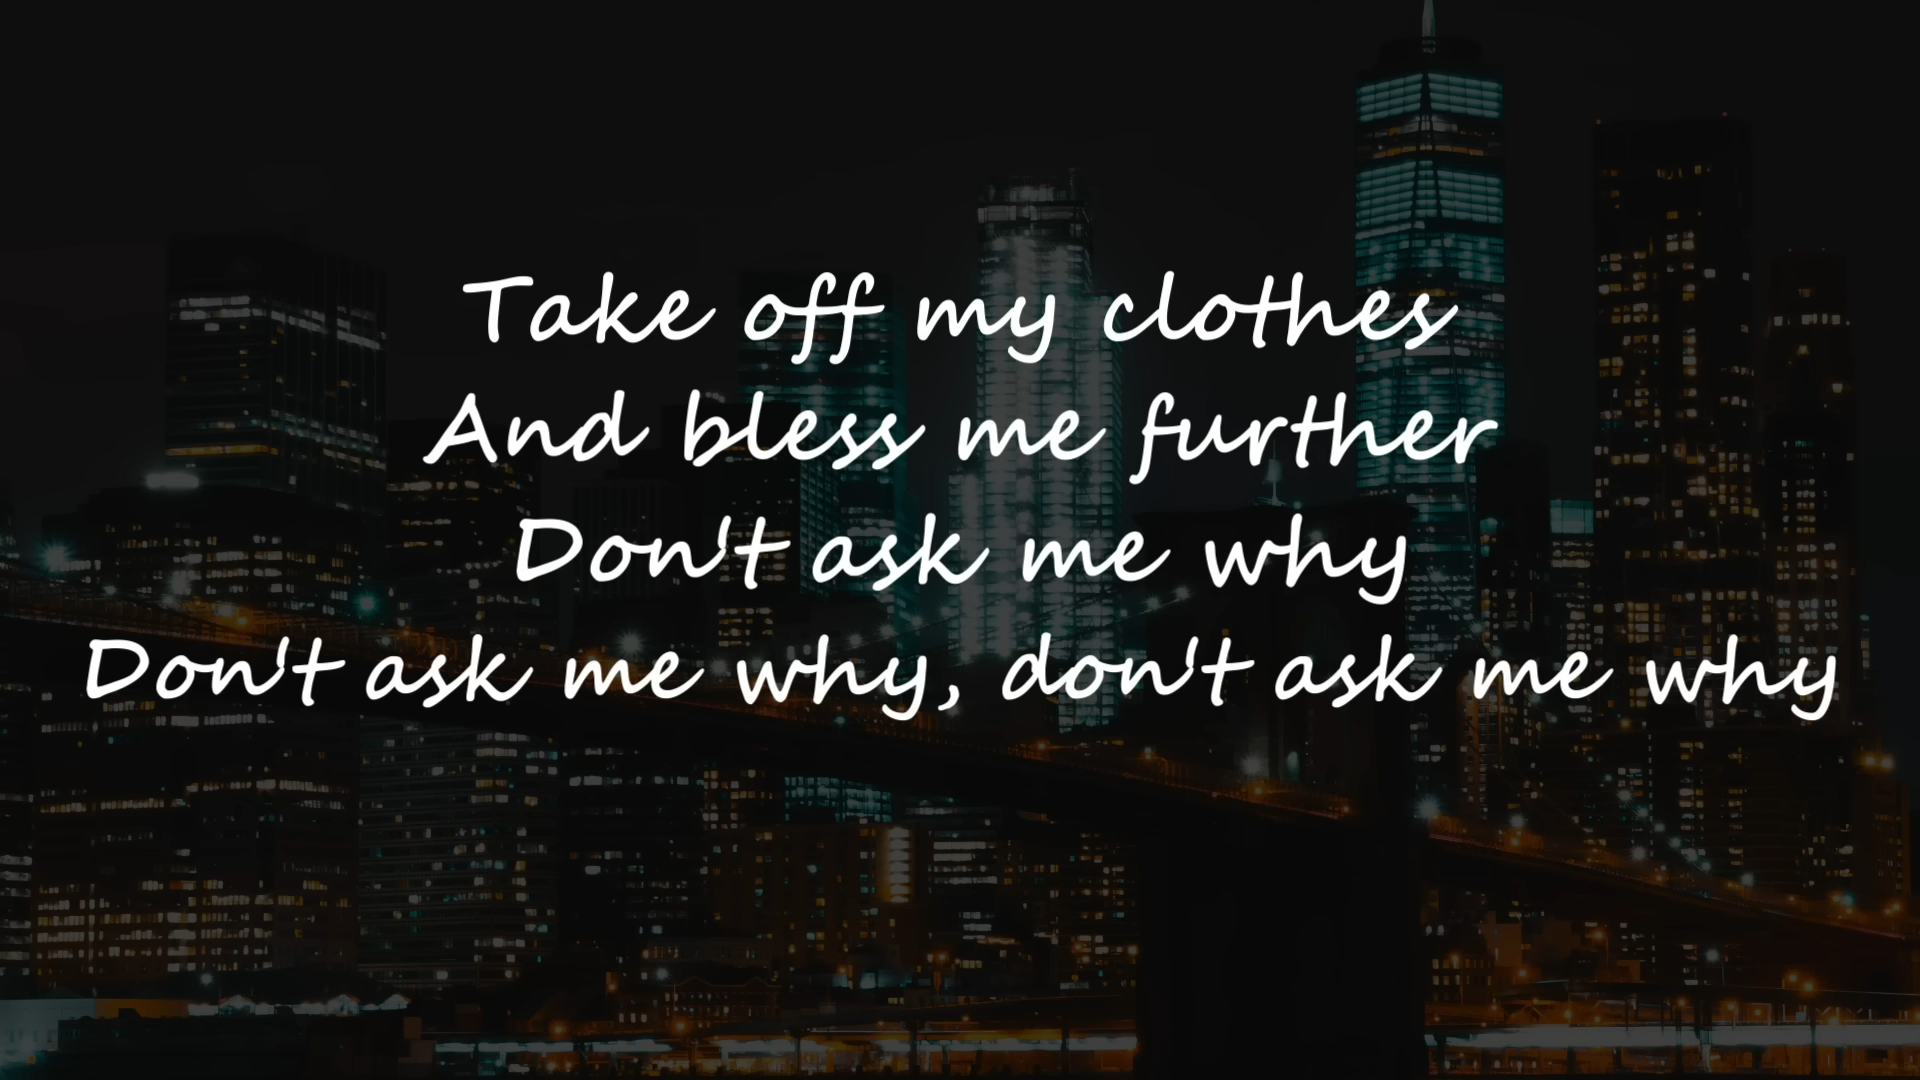 Take off my clothes
And bless me further
Don't ask me why
Don't ask me why, don't ask me why